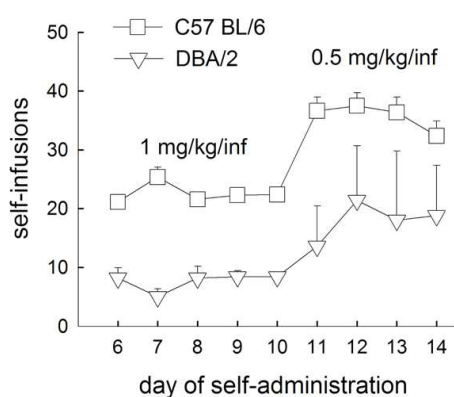 C57 BL/6
DBA/2
0.5 mg/kg/inf
1 mg/kg/inf
self-infusions
50
40
30
20
10
0
6 7 8 9 10 11 12 13 14
day of self-administration